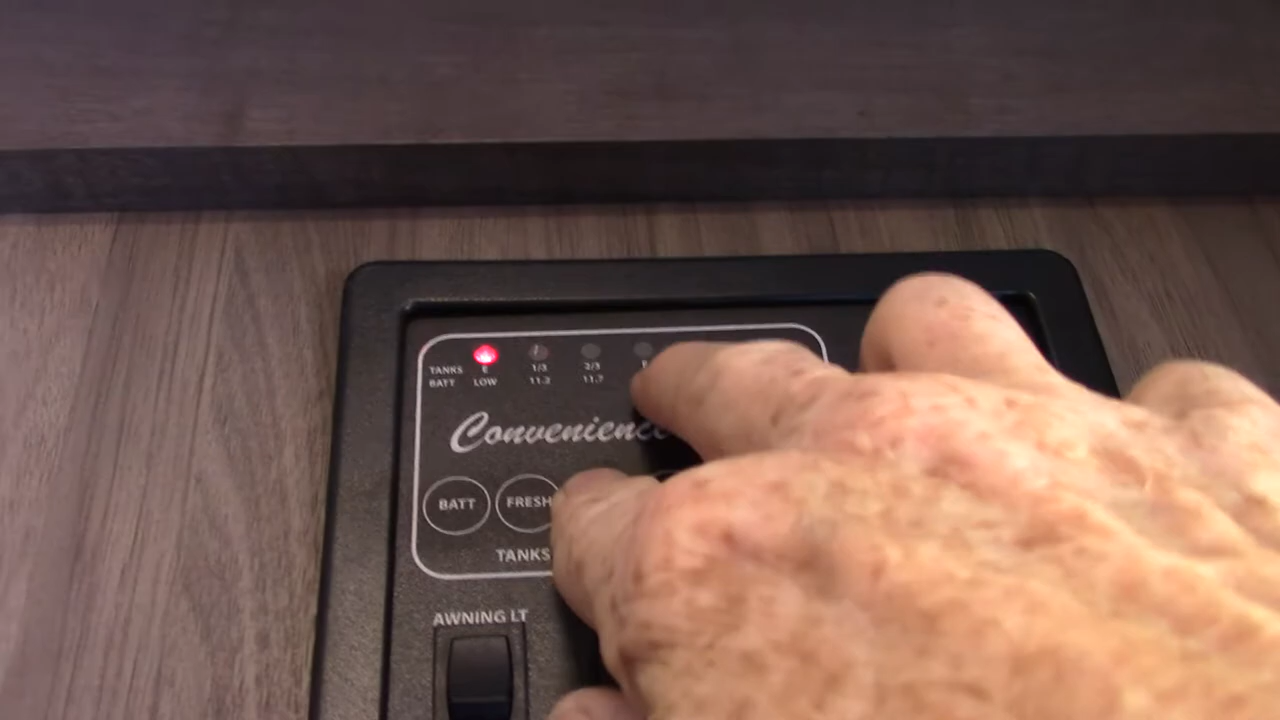 TANKS E 1/3 2/3
BATT LOW 11.2 11.7
Convenience
BATT FRESH
TANKS
AWNING LT